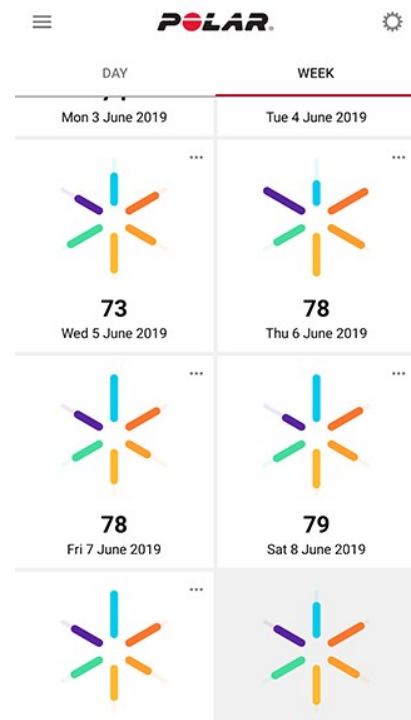 POLAR.
DAY WEEK
Mon 3 June 2019 Tue 4 June 2019
73 78
Wed 5 June 2019 Thu 6 June 2019
78 79
Fri 7 June 2019 Sat 8 June 2019